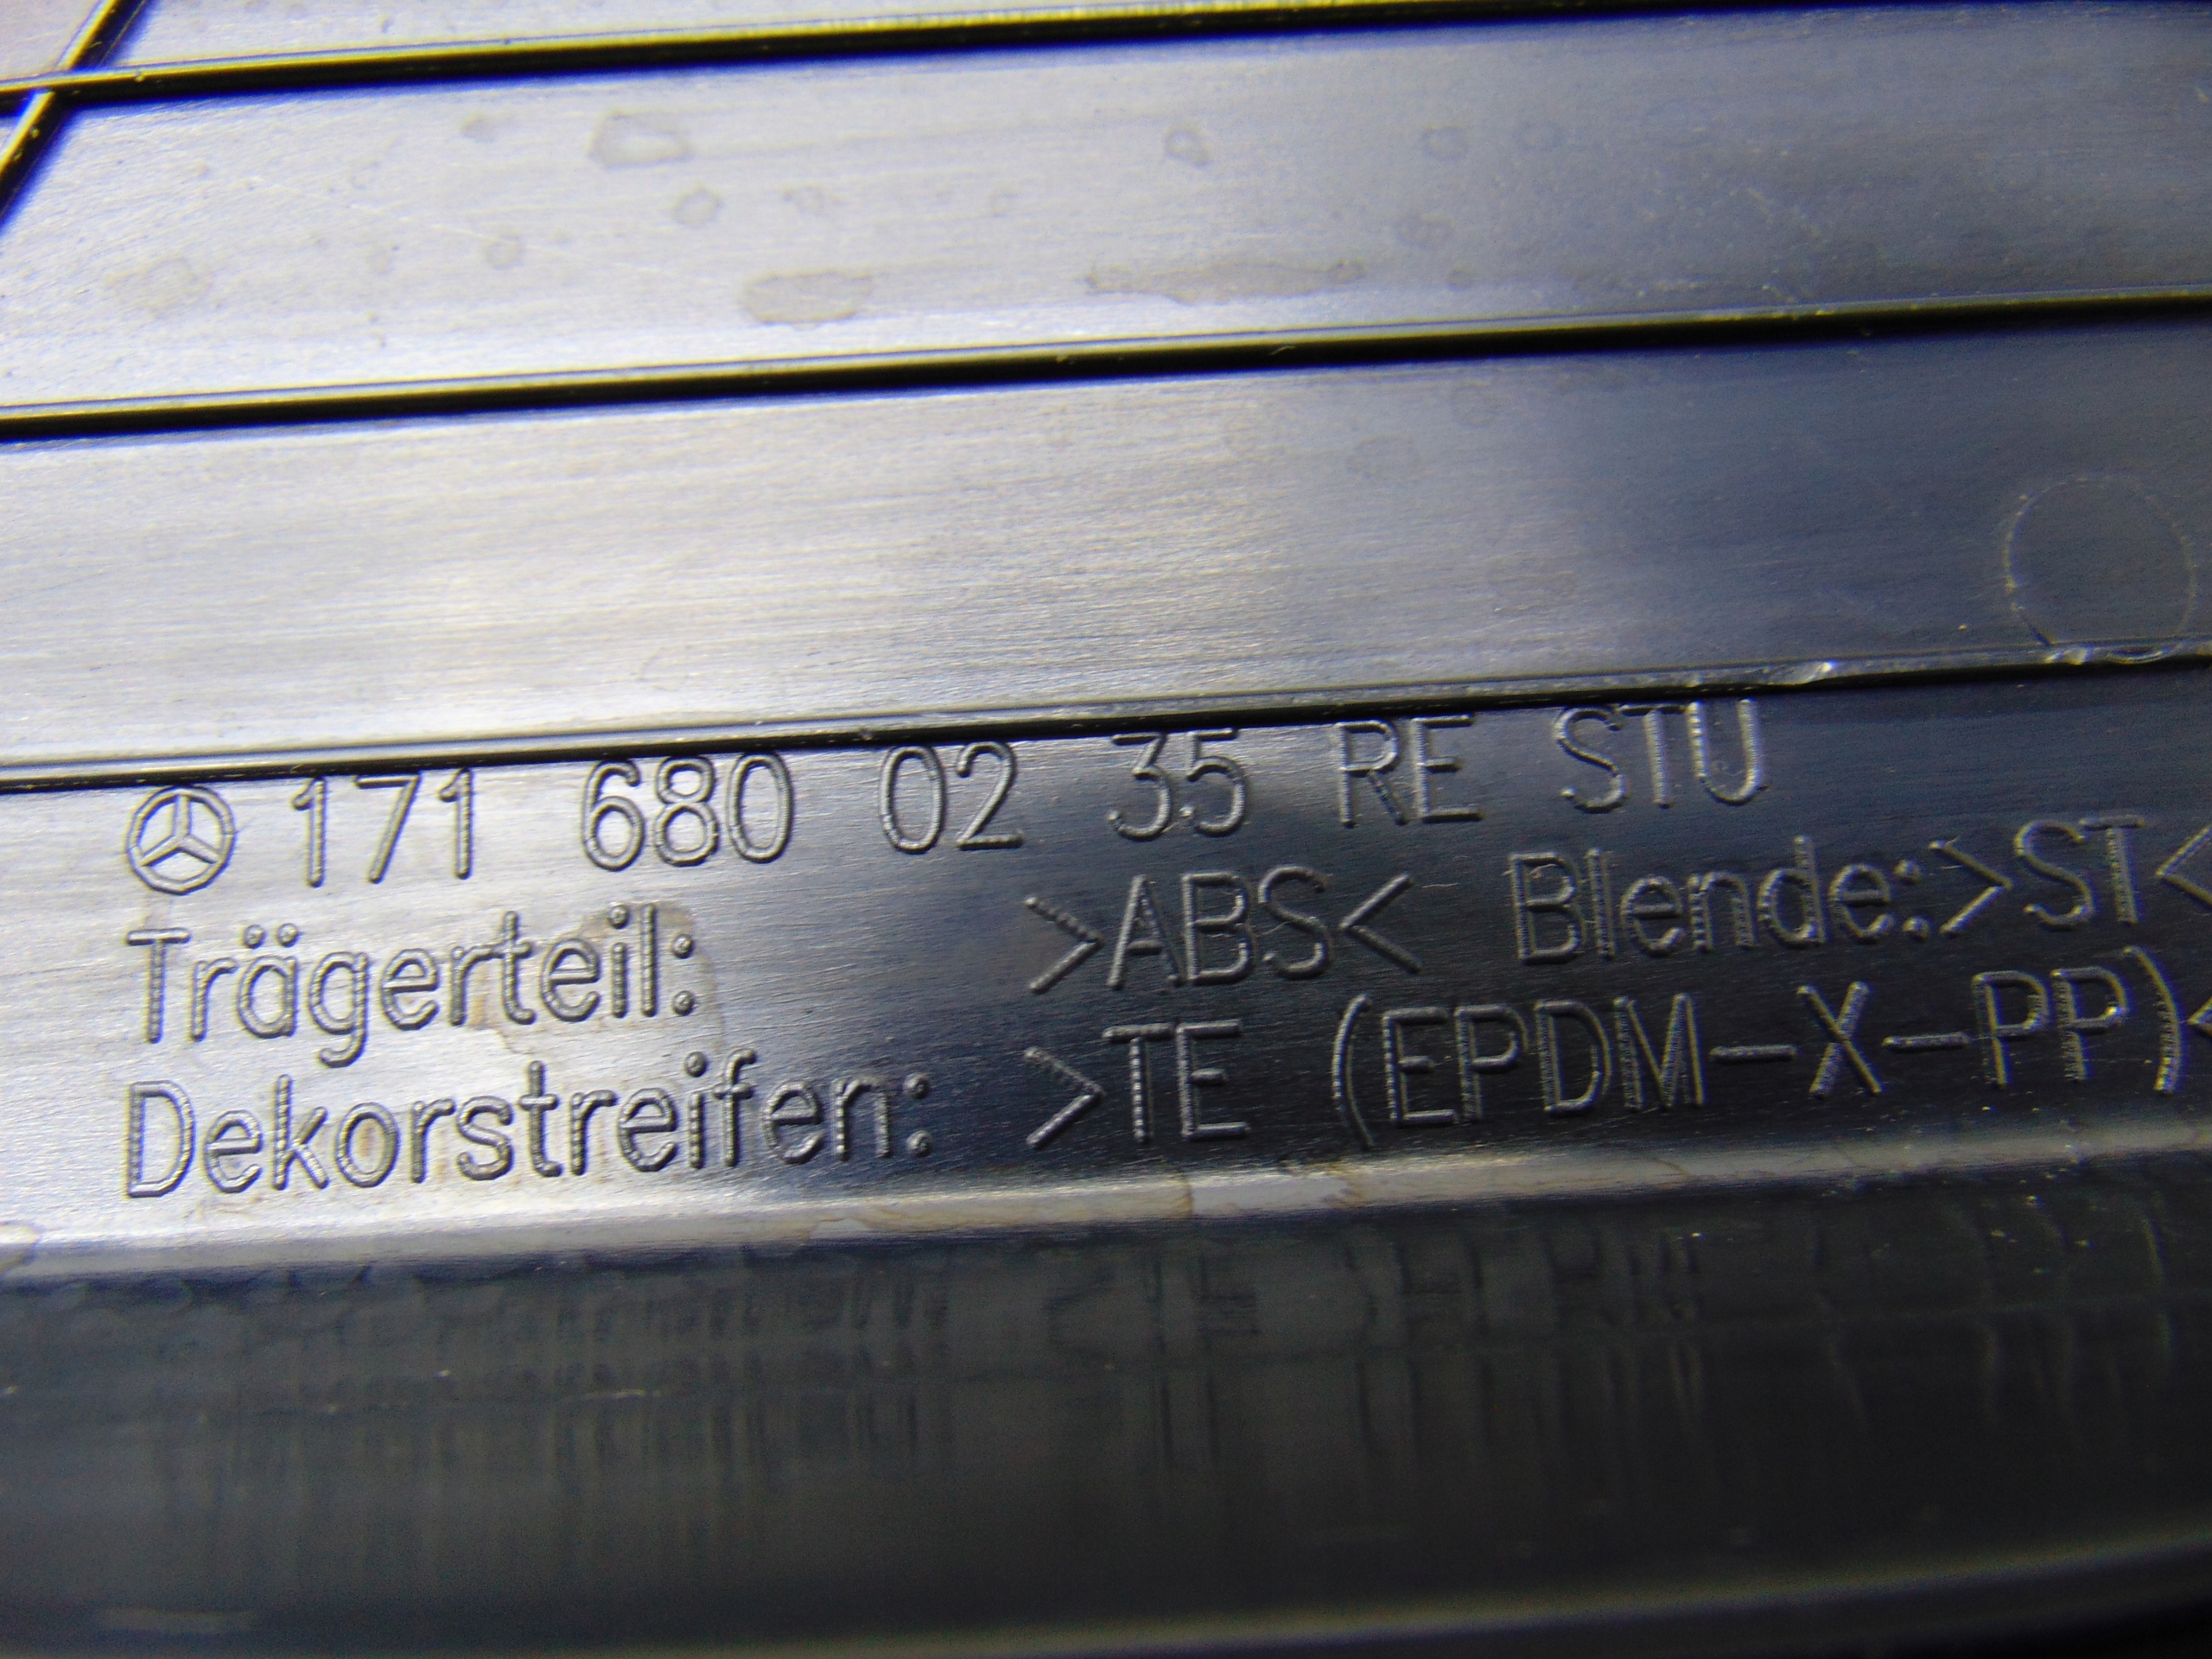 171 680 02 35 RE STU
Trägerteil: >ABS< Blende:>ST<
Dekorstreifen: >TE (EPDM-X-PP)<